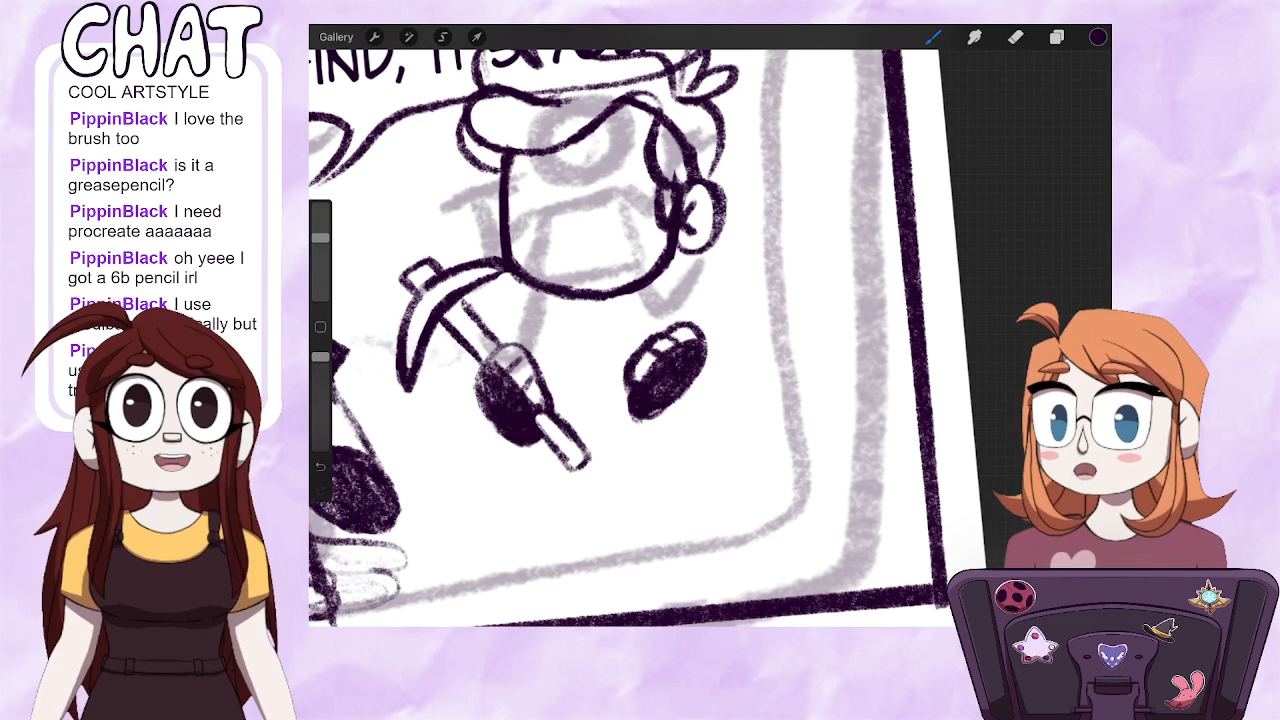 CHAT
COOL ARTSTYLE
PippinBlack I love the
brush too
PippinBlack is it a
greasepencil?
PippinBlack I need
procreate aaaaaaa
PippinBlack oh yeee I
got a 6b pencil irl
PippinBlack I use
but
Gallery